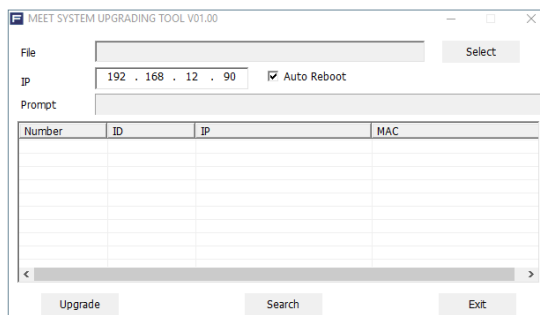 F MEET SYSTEM UPGRADING TOOL V01.00
File Select
IP 192 . 168 . 12 . 90 Auto Reboot
Prompt
Number ID IP MAC
Upgrade Search Exit